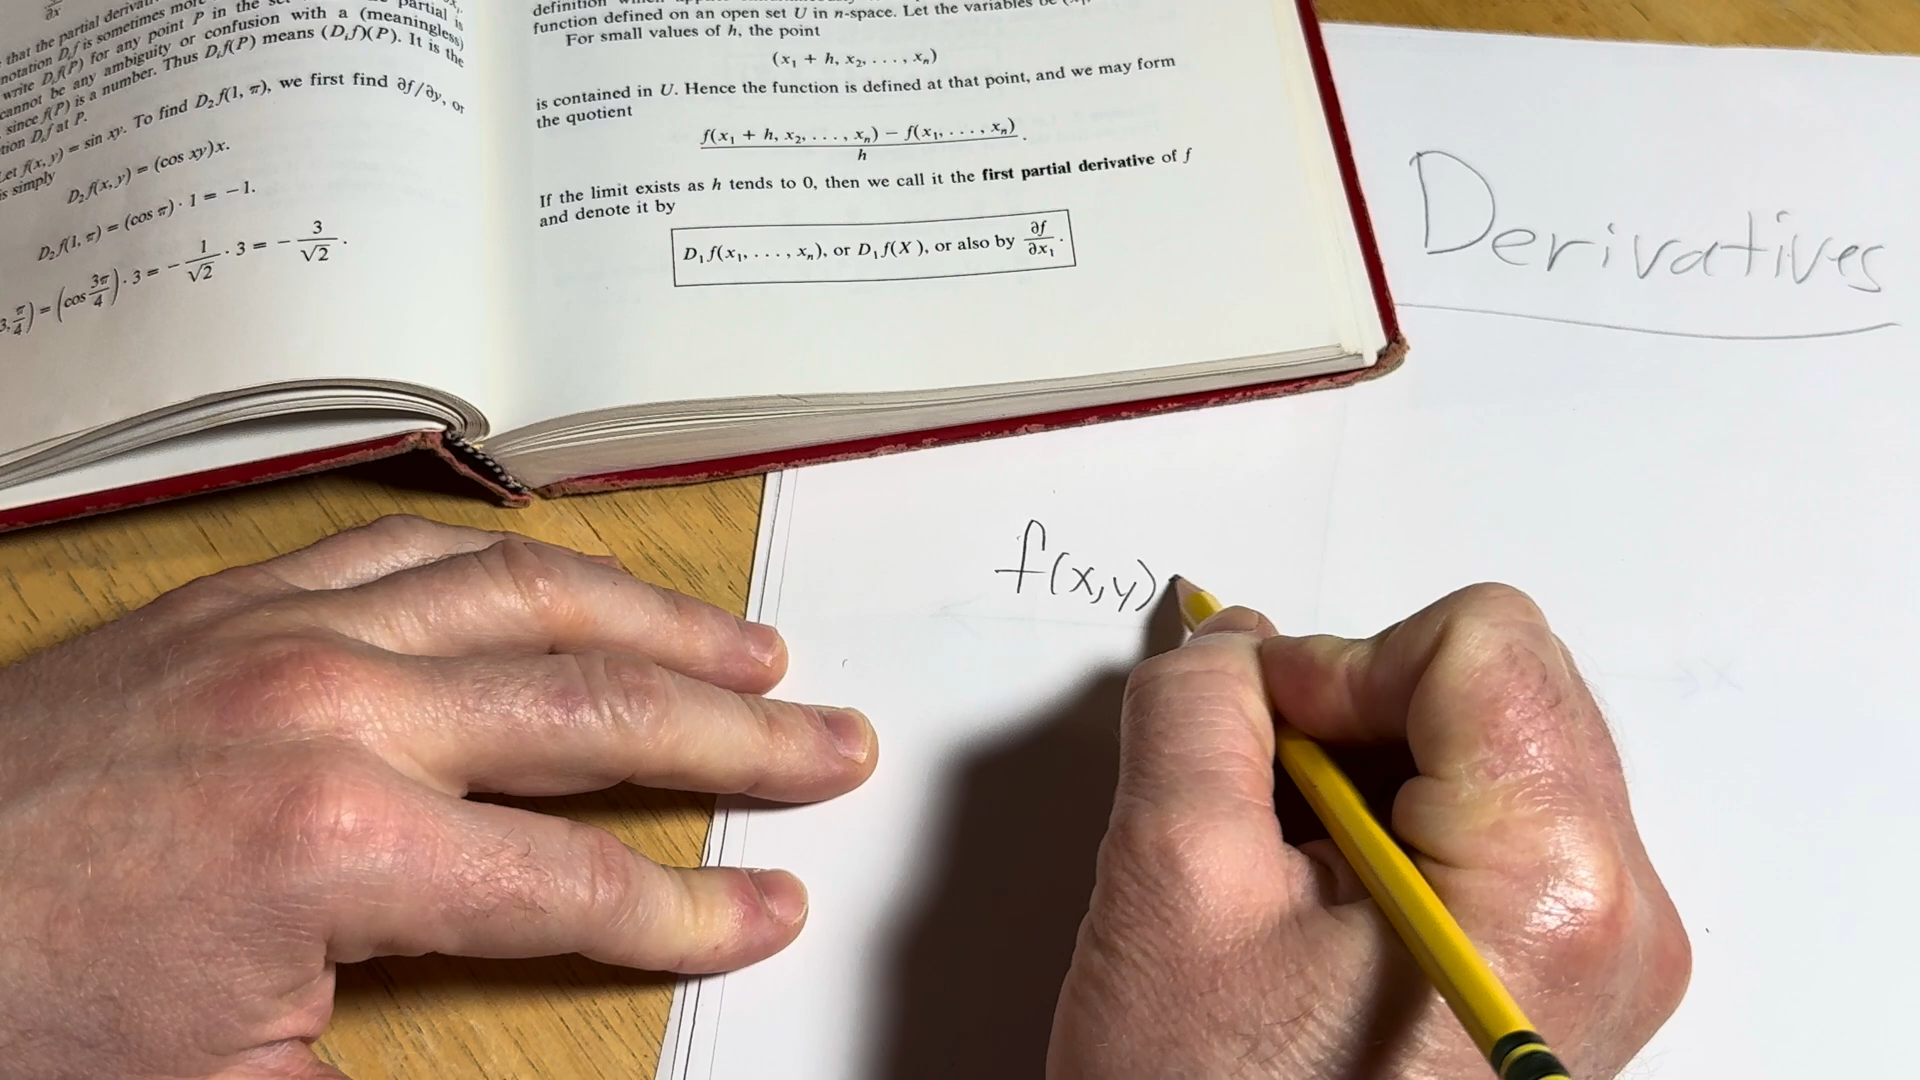 ∂x
that the partial
notation Dᵢf is sometimes
write Dᵢf(P) for any point P in the
cannot be any ambiguity or confusion with a (meaningless)
since f(P) is a number. Thus Dᵢf(P) means (Dᵢf)(P). It is the
tion Dᵢf at P.
Let f(x, y) = sin xy. To find D₂f(1, π), we first find ∂f/∂y, or
is simply
D₂f(x, y) = (cos xy)x.
D₂f(1, π) = (cos π) · 1 = −1.
3, π/4) = (cos 3π/4) · 3 = − 1/√2 · 3 = − 3/√2 .
definition
function defined on an open set U in n-space. Let the variables be
For small values of h, the point
(x₁ + h, x₂, . . . , xₙ)
is contained in U. Hence the function is defined at that point, and we may form
the quotient
f(x₁ + h, x₂, . . . , xₙ) − f(x₁, . . . , xₙ)
h .
If the limit exists as h tends to 0, then we call it the first partial derivative of f
and denote it by
D₁f(x₁, . . . , xₙ), or D₁f(X), or also by ∂f/∂x₁ .
Derivatives
f(x,y)
x